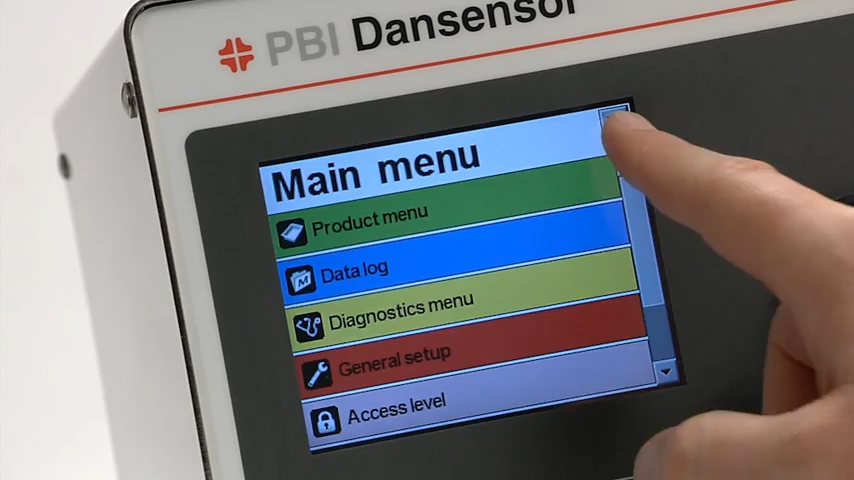 PBI Dansensor
Main menu
Product menu
Data log
Diagnostics menu
General setup
Access level